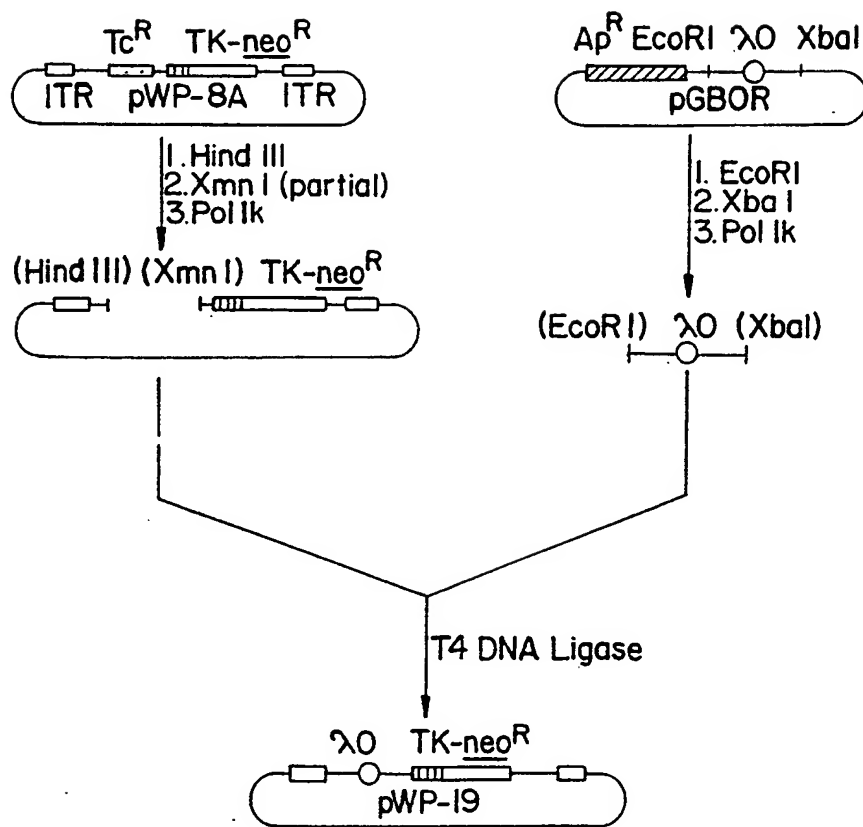 Tc^R TK-neo^R
ITR pWP-8A ITR
1. Hind III
2. Xmn I (partial)
3. Pol Ik
(Hind III) (Xmn I) TK-neo^R
Ap^R EcoRI λO XbaI
pGBOR
1. EcoRI
2. Xba I
3. Pol Ik
(EcoRI) λO (XbaI)
T4 DNA Ligase
λO TK-neo^R
pWP-19